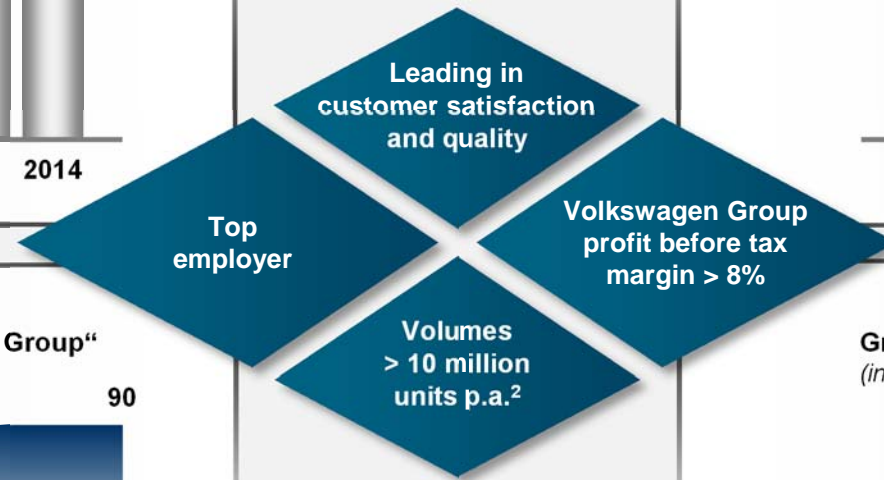 Leading in
customer satisfaction
and quality
2014
Top
employer
Volkswagen Group
profit before tax
margin > 8%
Volumes
> 10 million
units p.a.²
Group“
90
(in